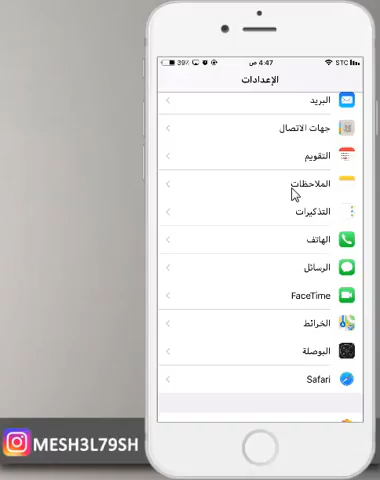 39% 4:47 ص STC
الإعدادات
البريد
جهات الاتصال
التقويم
الملاحظات
التذكيرات
الهاتف
الرسائل
FaceTime
الخرائط
البوصلة
Safari
MESH3L79SH